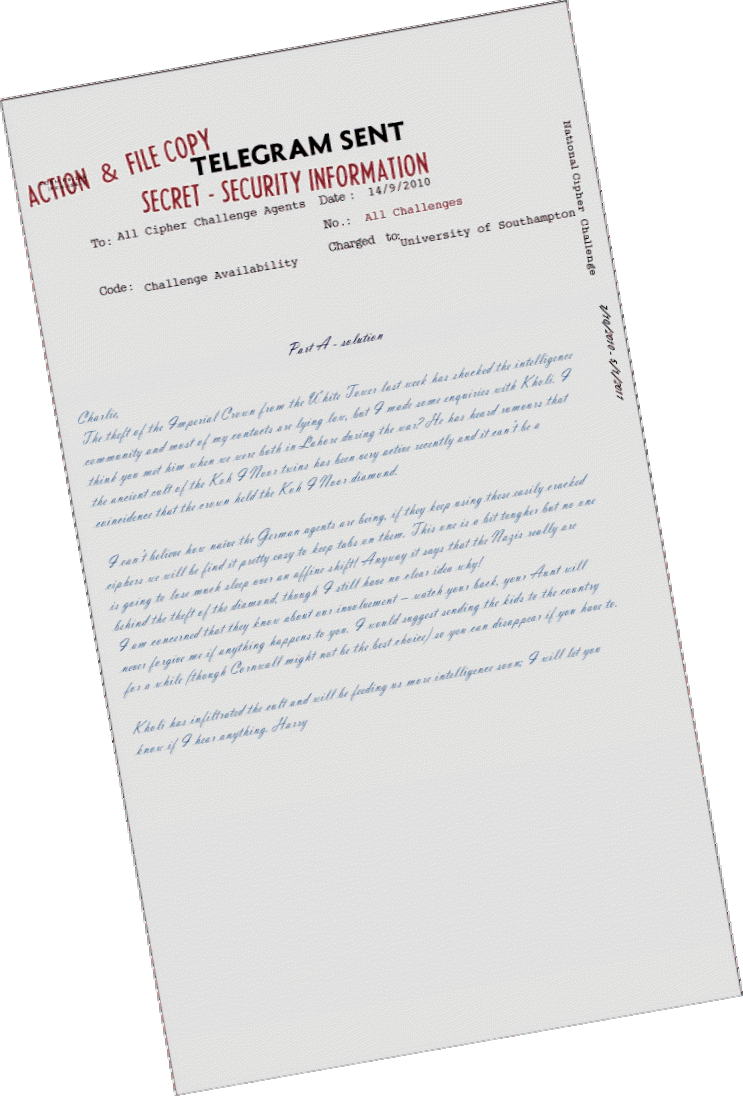 ACTION & FILE COPY
TELEGRAM SENT
SECRET - SECURITY INFORMATION
To: All Cipher Challenge Agents
Date: 14/9/2010
No.: All Challenges
Charged to: University of Southampton
Code: Challenge Availability
National Cipher Challenge
Part A - solution
Charlie,
The theft of the Imperial Crown from the White Tower last week has shocked the intelligence
community and most of my contacts are lying low, but I made some enquiries with Kholi. I
think you met him when we were both in Lahore during the war? He has heard rumours that
the ancient cult of the Koh I Noor twins has been very active recently and it can't be a
coincidence that the crown held the Koh I Noor diamond.
I can't believe how naive the German agents are being, if they keep using these easily cracked
ciphers we will be find it pretty easy to keep tabs on them. This one is a bit tougher but no one
is going to lose much sleep over an affine shift! Anyway it says that the Nazis really are
behind the theft of the diamond, though I still have no clear idea why!
I am concerned that they know about our involvement – watch your back, your Aunt will
never forgive me if anything happens to you. I would suggest sending the kids to the country
for a while (though Cornwall might not be the best choice) so you can disappear if you have to.
Kholi has infiltrated the cult and will be feeding us more intelligence soon; I will let you
know if I hear anything. Harry